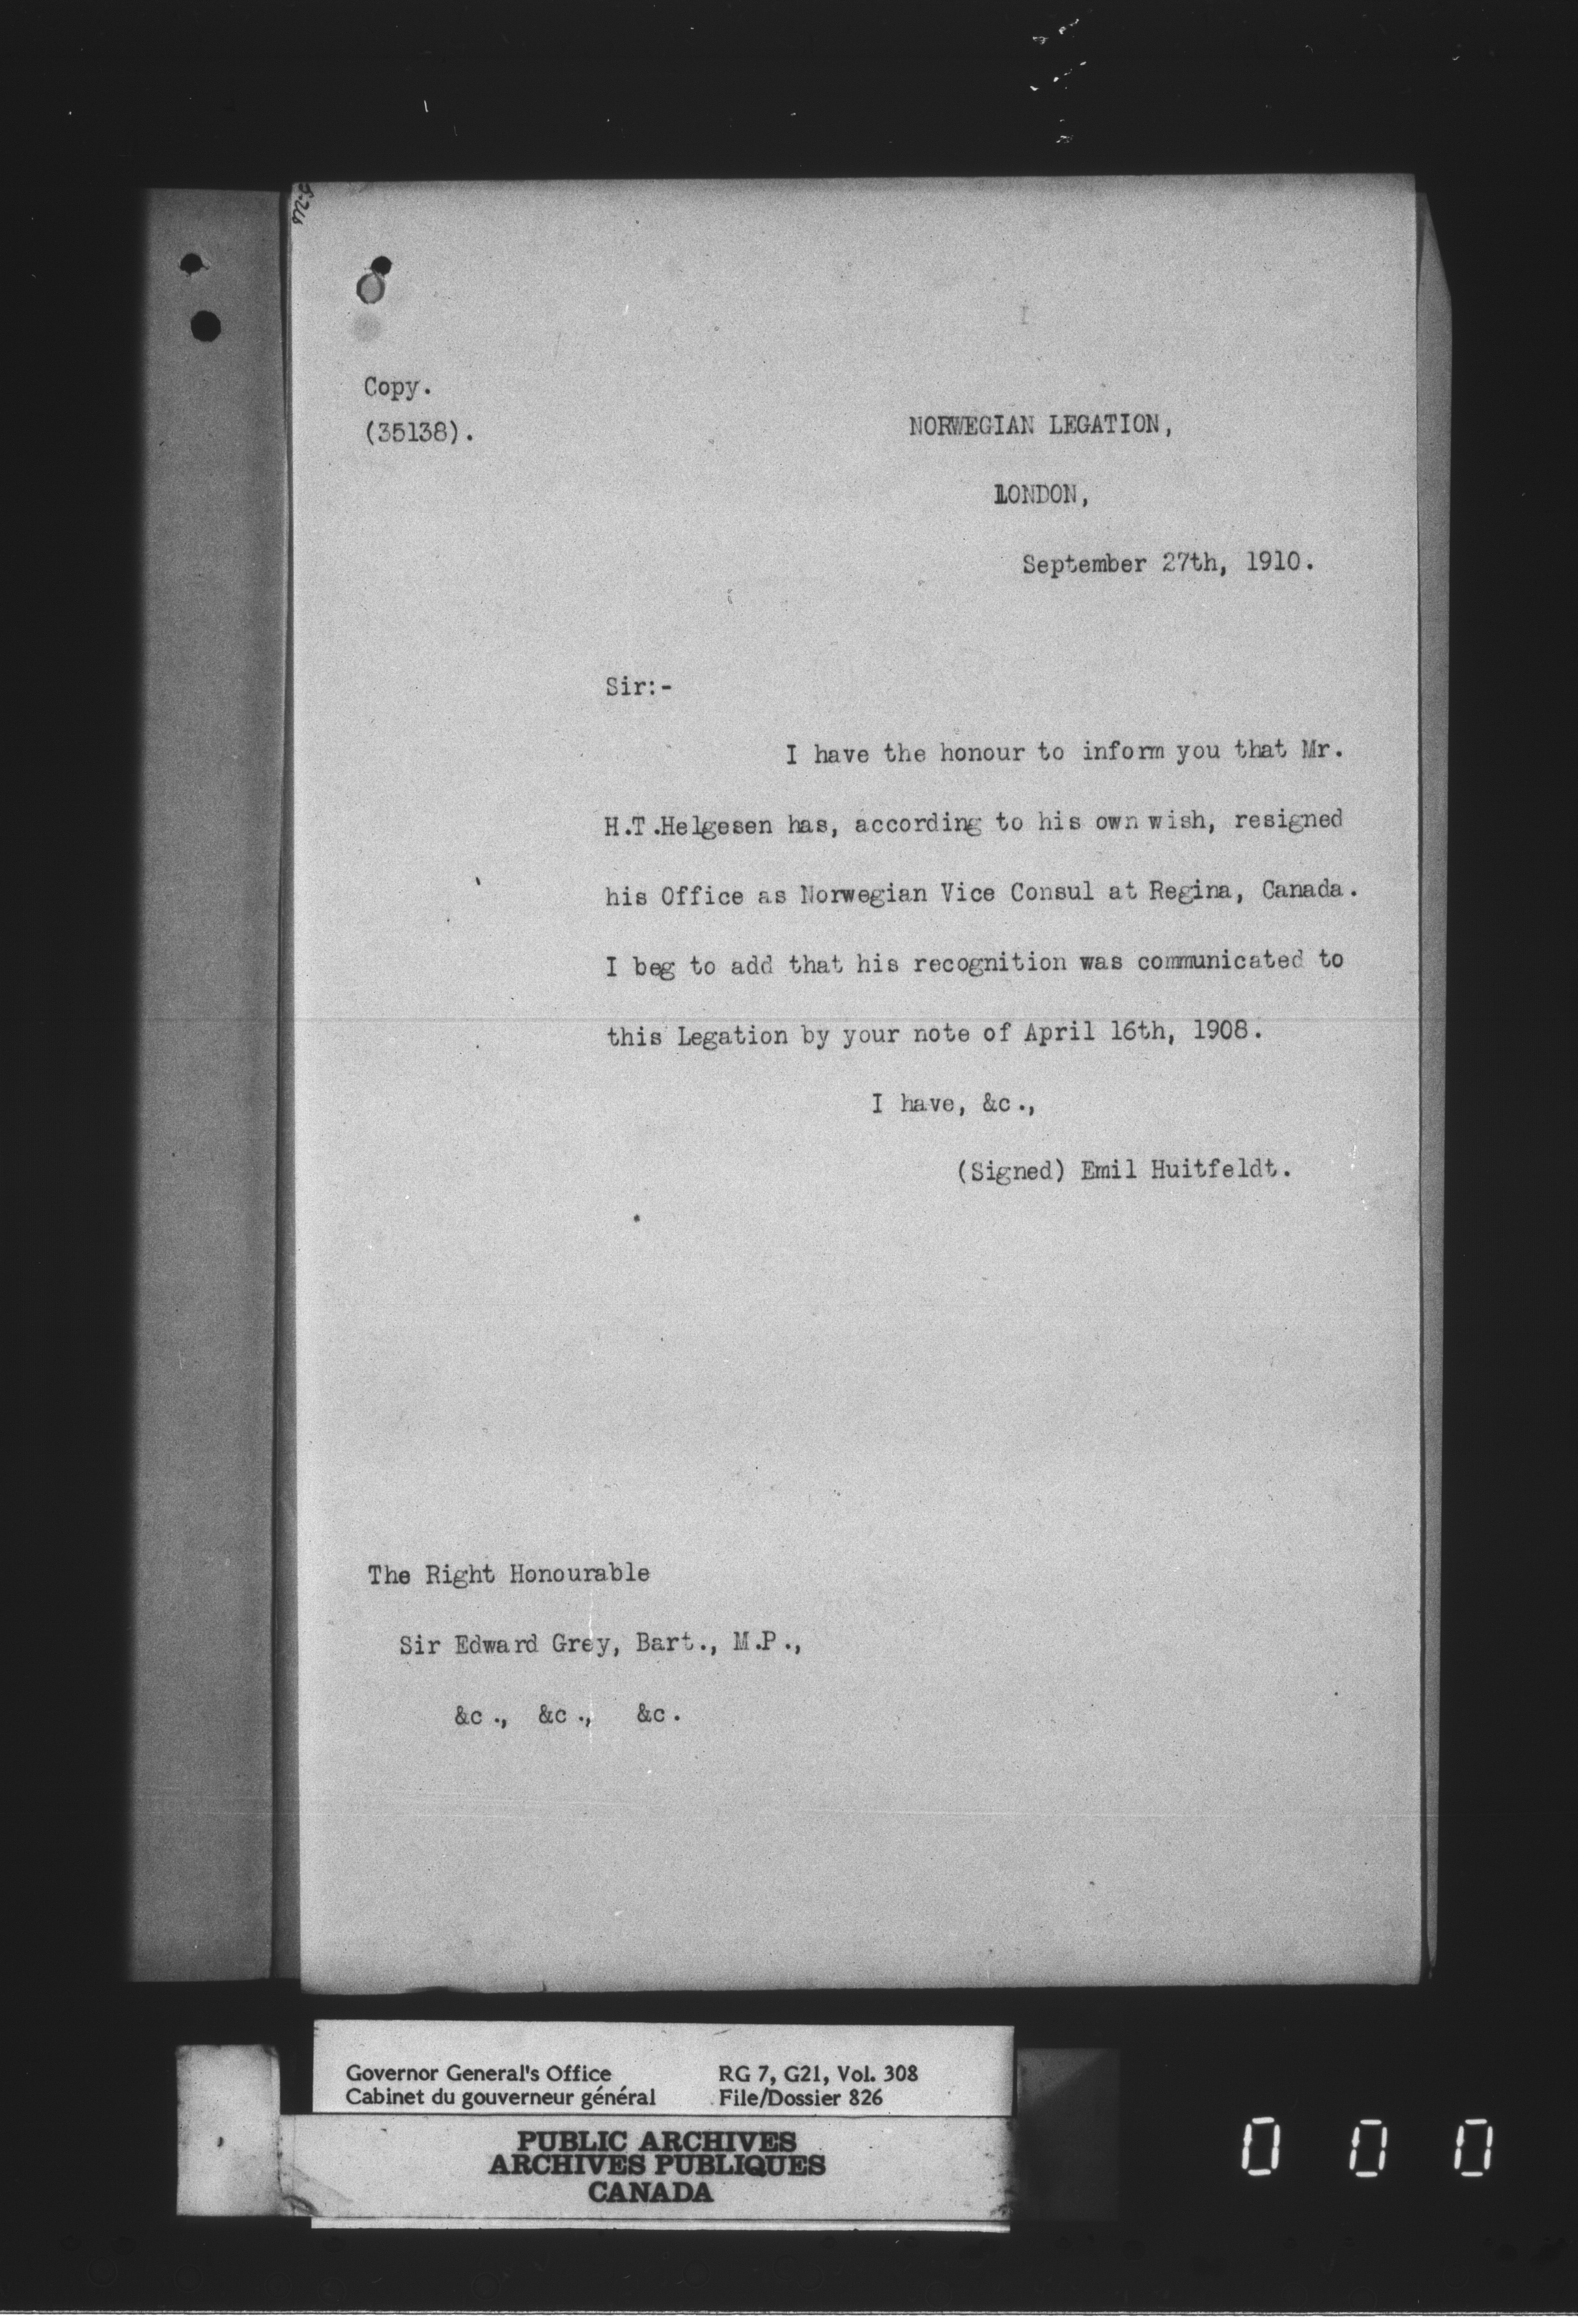 Copy.
(35138).
NORWEGIAN LEGATION,
LONDON,
September 27th, 1910.
Sir:-
I have the honour to inform you that Mr.
H.T.Helgesen has, according to his own wish, resigned
his Office as Norwegian Vice Consul at Regina, Canada.
I beg to add that his recognition was communicated to
this Legation by your note of April 16th, 1908.
I have, &c.,
(Signed) Emil Huitfeldt.
The Right Honourable
Sir Edward Grey, Bart., M.P.,
&c., &c., &c.
Governor General's Office RG 7, G21, Vol. 308
Cabinet du gouverneur général File/Dossier 826
PUBLIC ARCHIVES
ARCHIVES PUBLIQUES
CANADA
0 0 0